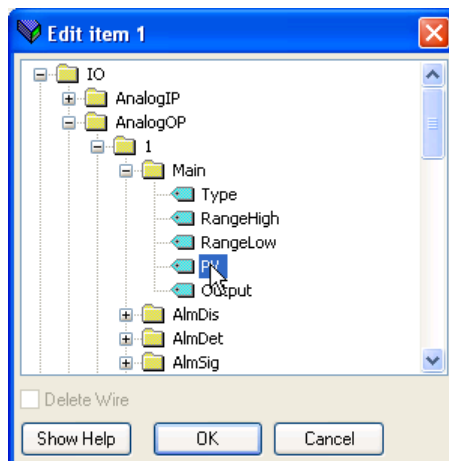 Edit item 1
IO
AnalogIP
AnalogOP
1
Main
Type
RangeHigh
RangeLow
PV
Output
AlmDis
AlmDet
AlmSig
Delete Wire
Show Help
OK
Cancel